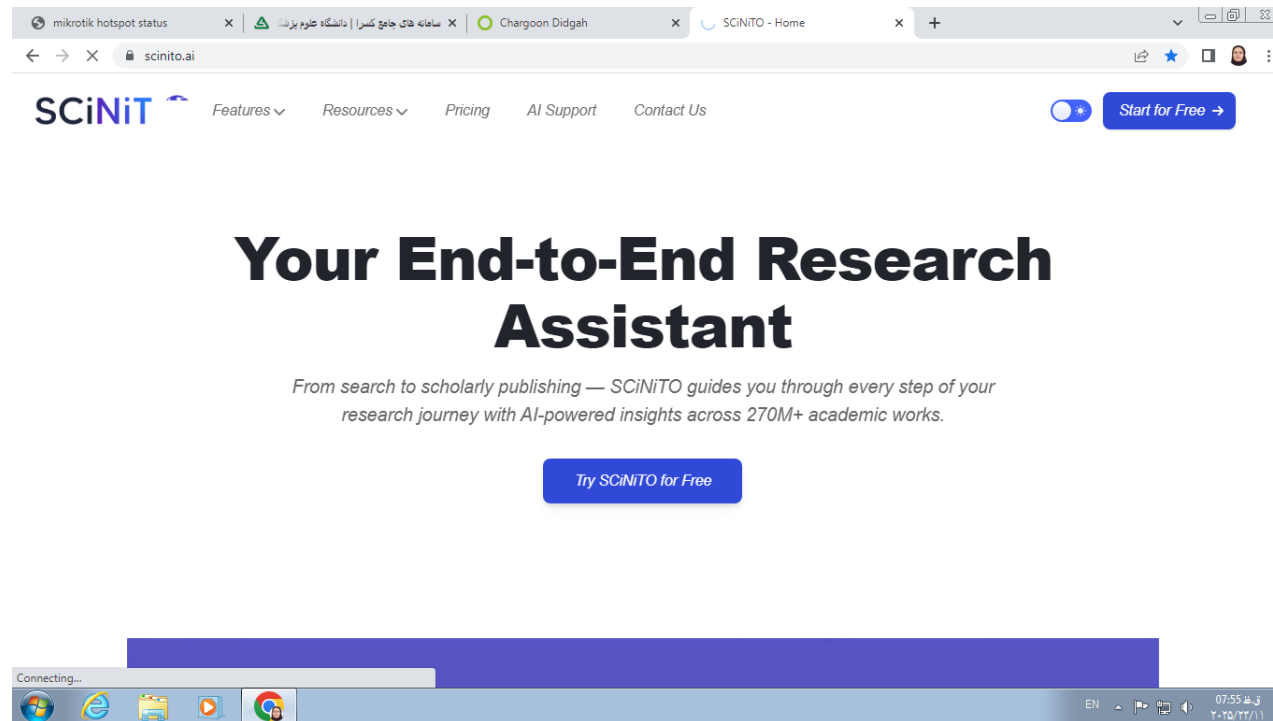 mikrotik hotspot status
سامانه های جامع کسرا | دانشگاه علوم پزشک
Chargoon Didgah
SCiNiTO - Home
scinito.ai
SCiNiT
Features
Resources
Pricing
AI Support
Contact Us
Start for Free →
Your End-to-End Research
Assistant
From search to scholarly publishing — SCiNiTO guides you through every step of your
research journey with AI-powered insights across 270M+ academic works.
Try SCiNiTO for Free
Connecting...
EN
07:55 ق.ظ
۲۰۲۵/۲۳/۱۱